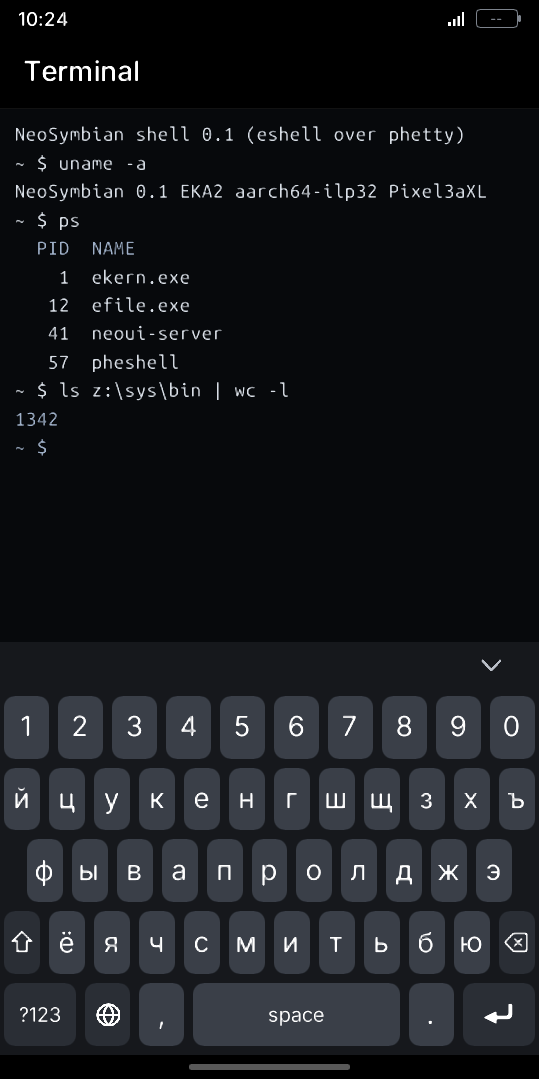 10:24
--
Terminal
NeoSymbian shell 0.1 (eshell over phetty)
~ $ uname -a
NeoSymbian 0.1 EKA2 aarch64-ilp32 Pixel3aXL
~ $ ps
  PID  NAME
    1  ekern.exe
   12  efile.exe
   41  neoui-server
   57  pheshell
~ $ ls z:\sys\bin | wc -l
1342
~ $
1 2 3 4 5 6 7 8 9 0
й ц у к е н г ш щ з х ъ
ф ы в а п р о л д ж э
ё я ч с м и т ь б ю
?123 , space .